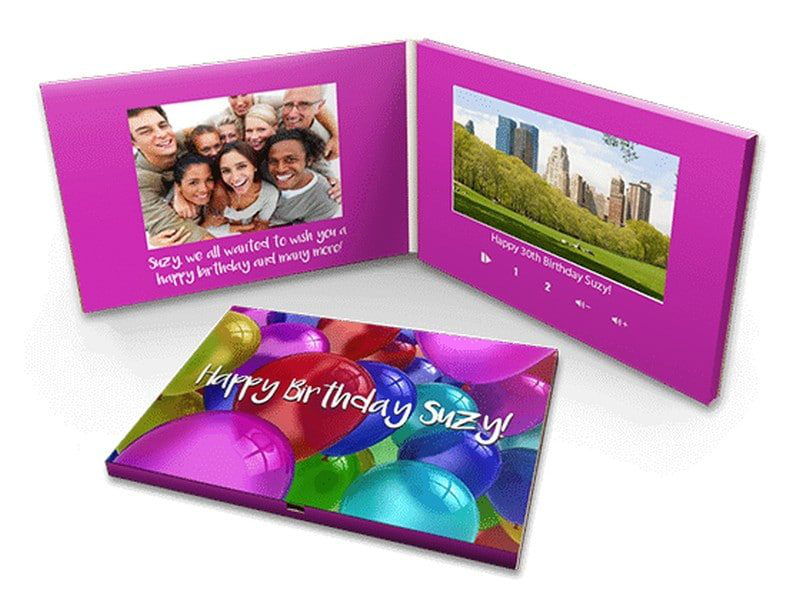 Suzy, we all wanted to wish you a
happy birthday and many more!
Happy 30th Birthday Suzy!
1
2
Happy Birthday Suzy!